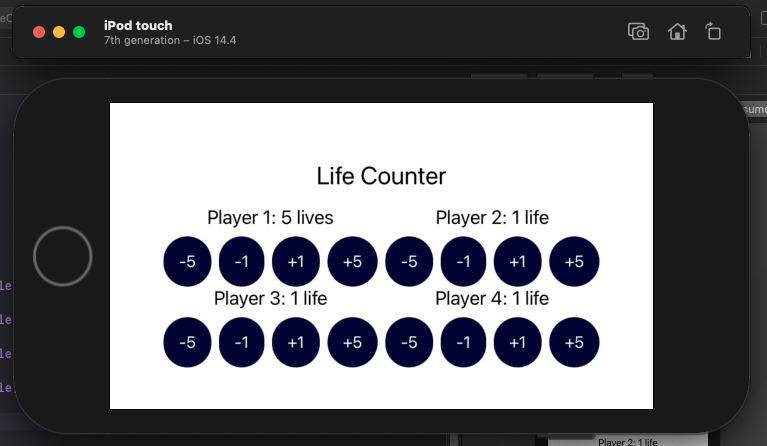 iPod touch
7th generation – iOS 14.4
Life Counter
Player 1: 5 lives
Player 2: 1 life
-5 -1 +1 +5 -5 -1 +1 +5
Player 3: 1 life
Player 4: 1 life
-5 -1 +1 +5 -5 -1 +1 +5
Player 2: 1 life